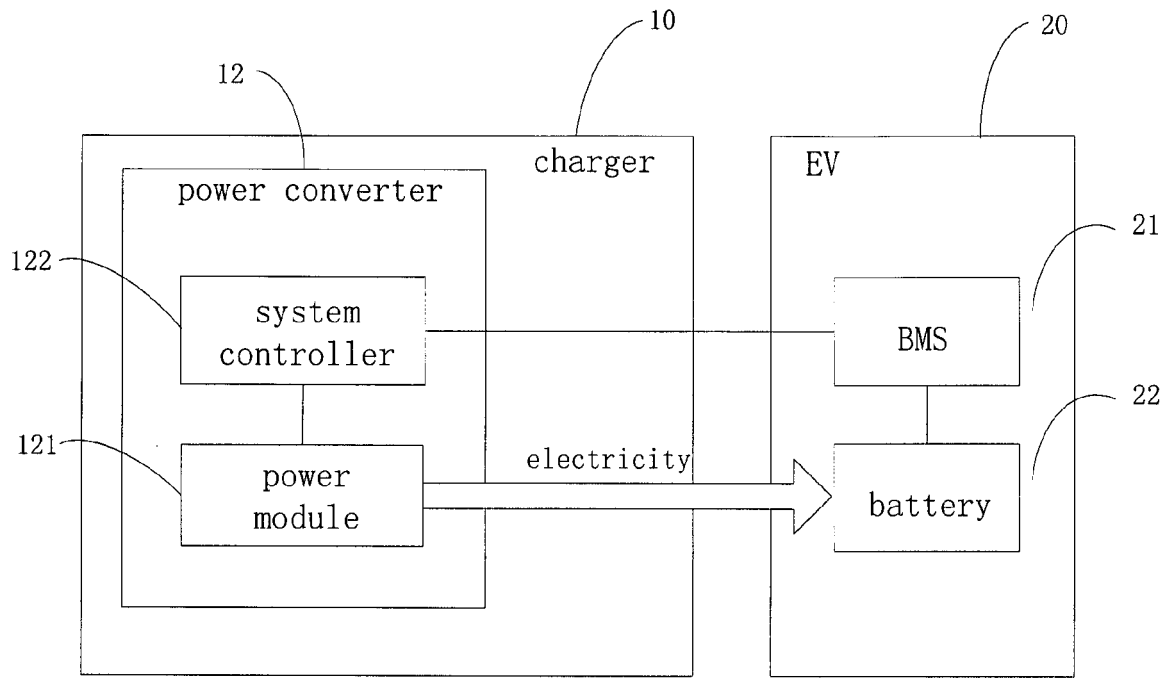 10
20
12
charger
EV
power converter
21
122
system
controller
BMS
22
121
electricity
power
module
battery